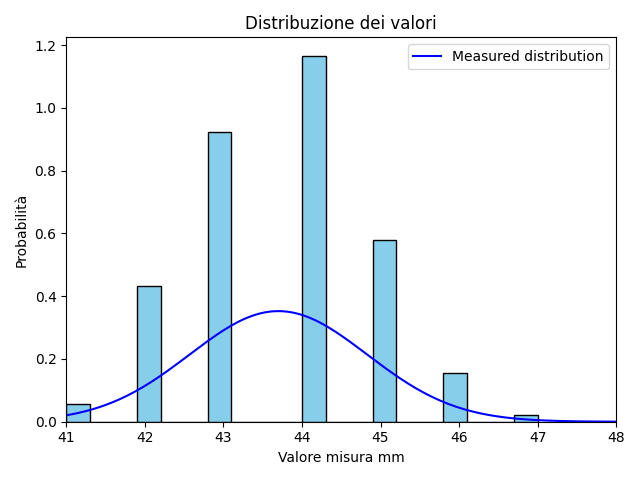 Distribuzione dei valori
Measured distribution
Probabilità
1.2
1.0
0.8
0.6
0.4
0.2
0.0
41 42 43 44 45 46 47 48
Valore misura mm